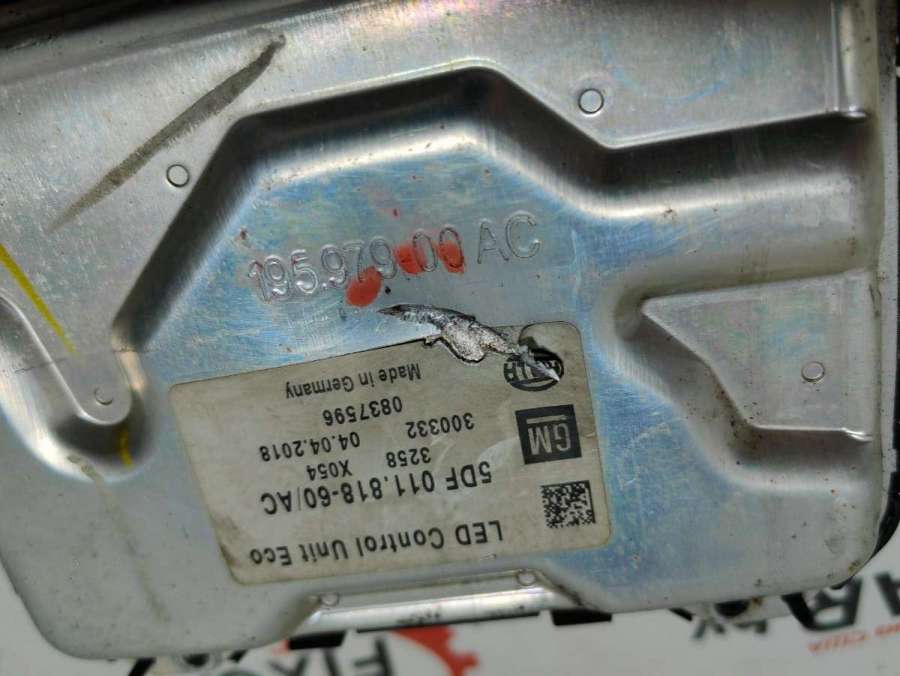 195.979-00 AC
LED Control Unit Eco
5DF 011.818-60/AC
3258 X054
300332 04.04.2018
0837596
GM
Made in Germany